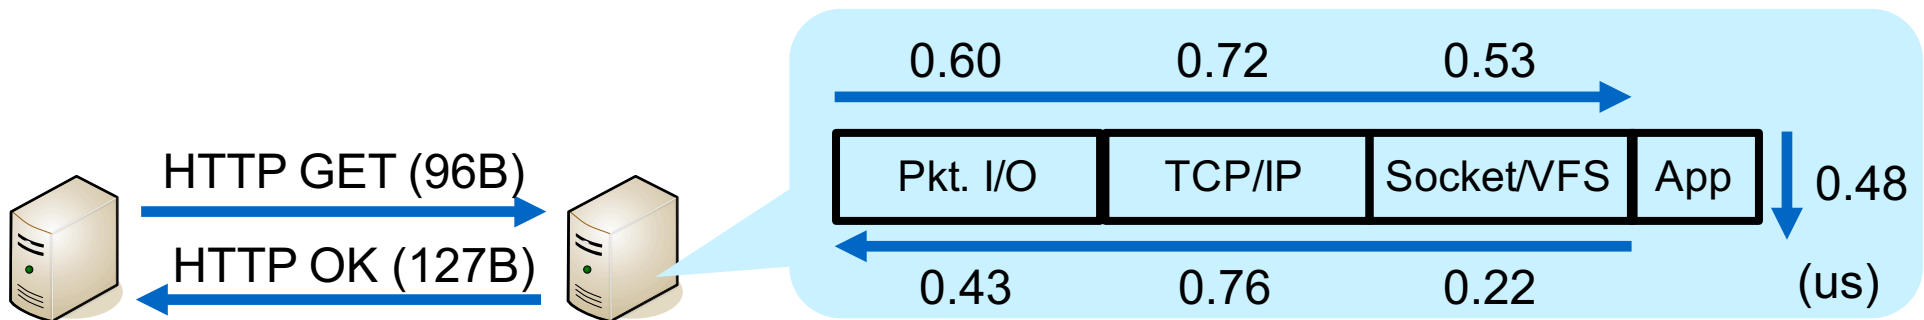 HTTP GET (96B)
HTTP OK (127B)
0.60 0.72 0.53
Pkt. I/O TCP/IP Socket/VFS App
0.48
0.43 0.76 0.22
(us)